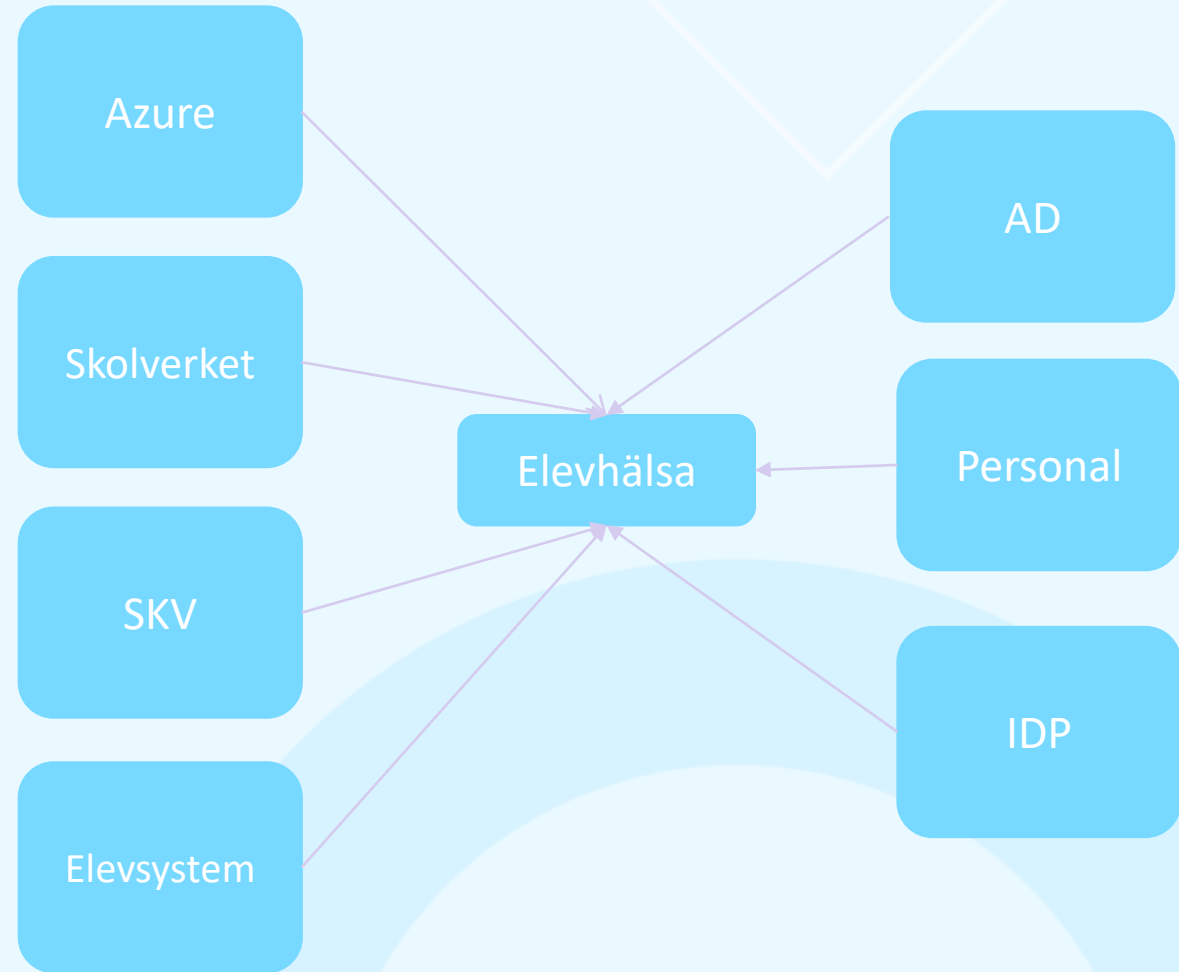 Azure
Skolverket
SKV
Elevsystem
Elevhälsa
AD
Personal
IDP